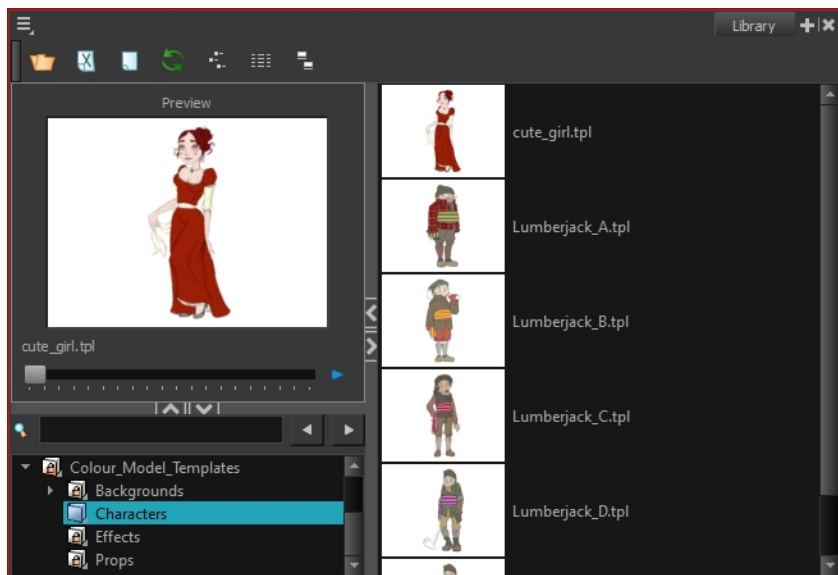 Library
Preview
cute_girl.tpl
Colour_Model_Templates
Backgrounds
Characters
Effects
Props
cute_girl.tpl
Lumberjack_A.tpl
Lumberjack_B.tpl
Lumberjack_C.tpl
Lumberjack_D.tpl